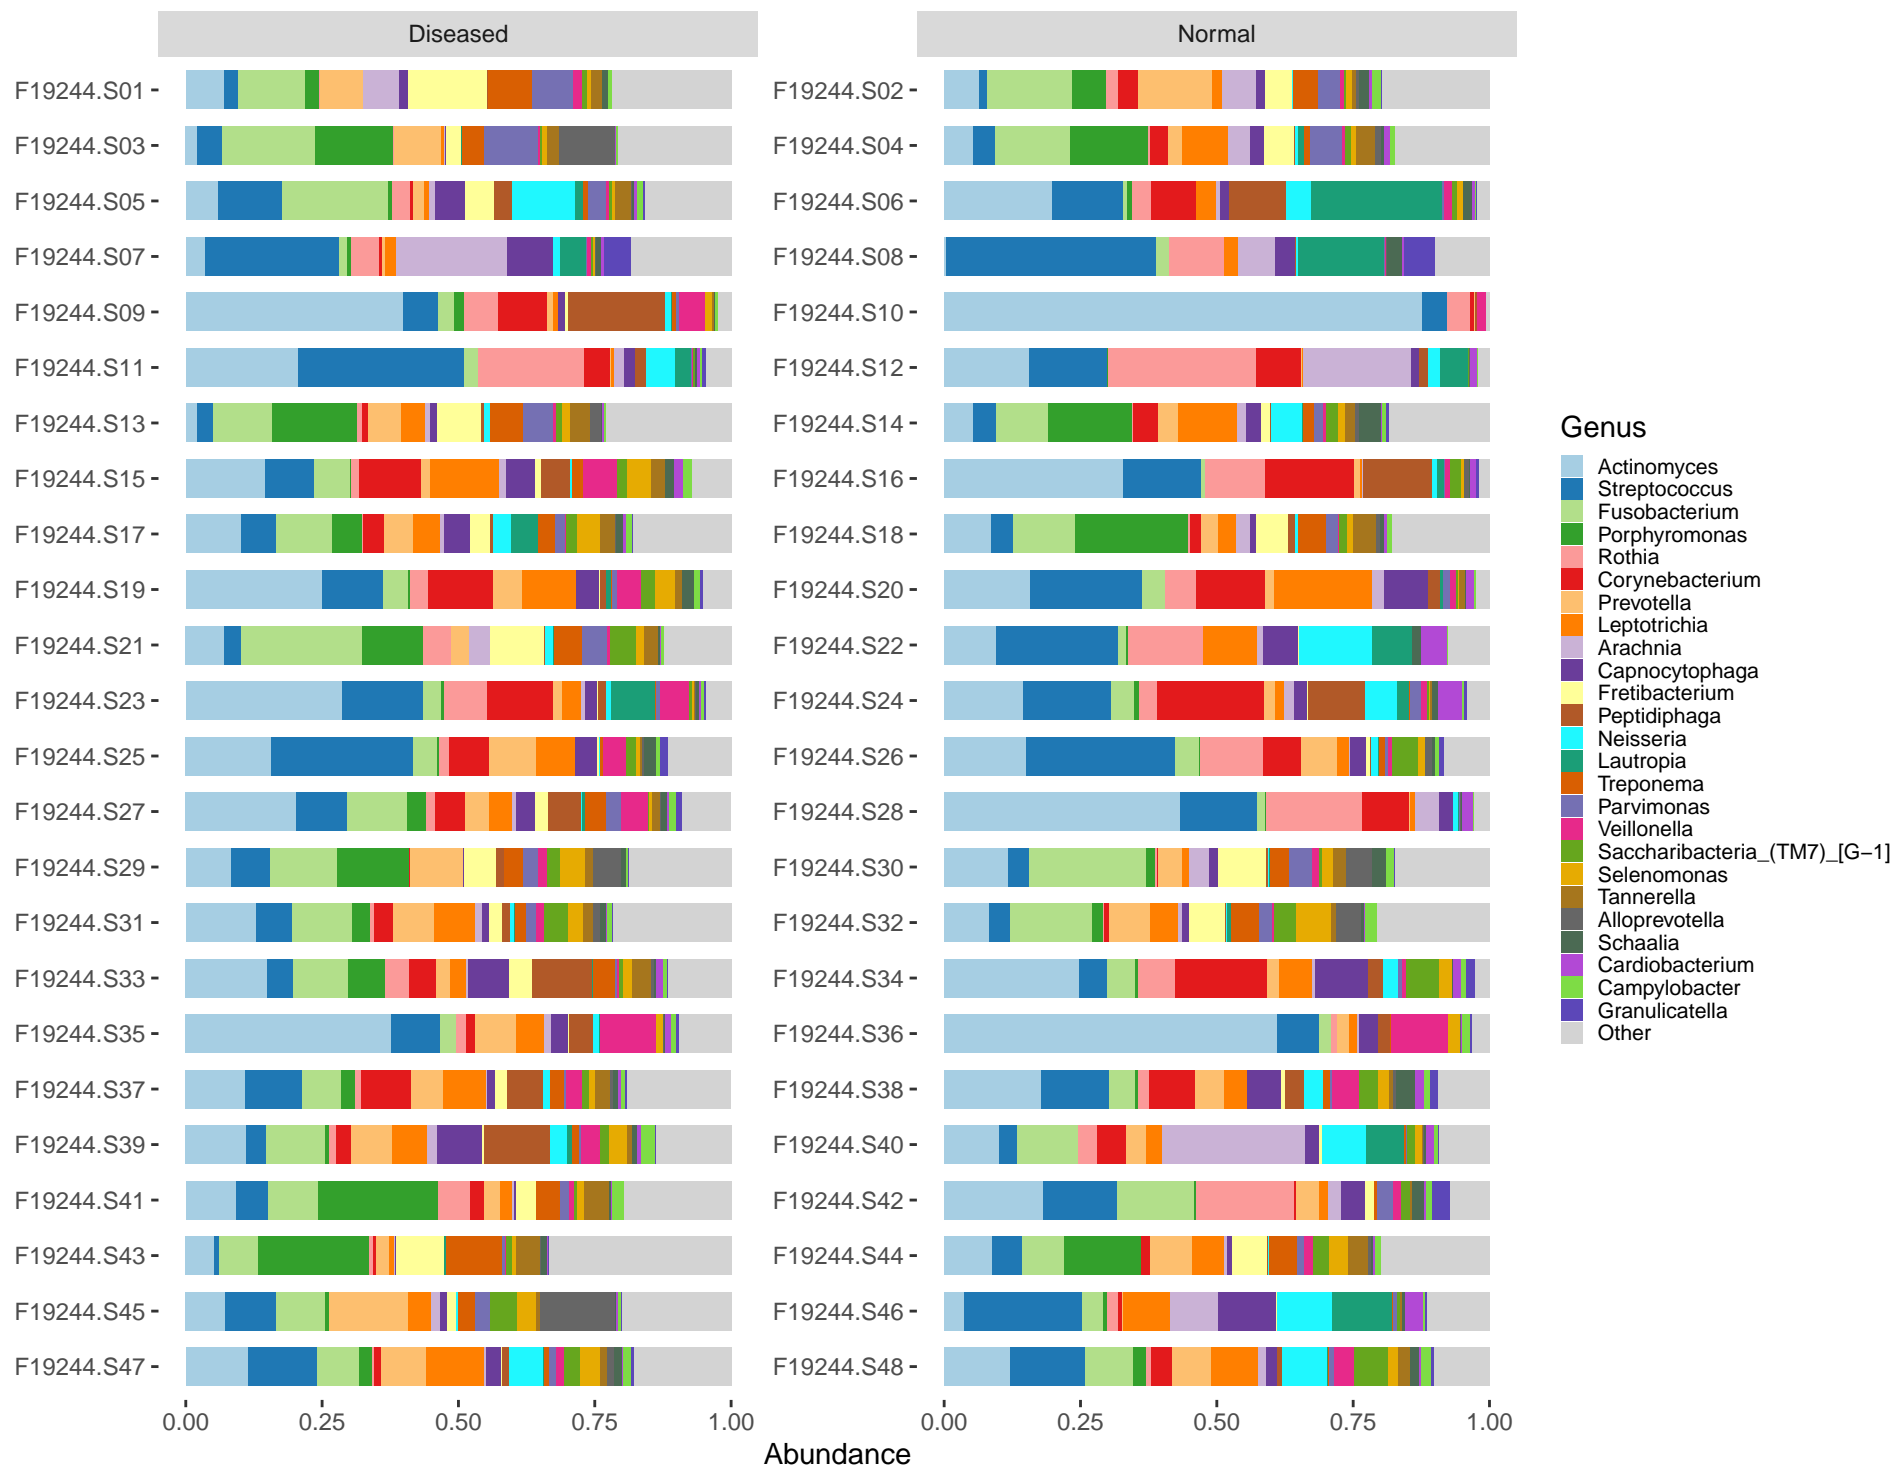 Diseased
Normal
F19244.S01
F19244.S02
F19244.S03
F19244.S04
F19244.S05
F19244.S06
F19244.S07
F19244.S08
F19244.S09
F19244.S10
F19244.S11
F19244.S12
F19244.S13
F19244.S14
F19244.S15
F19244.S16
F19244.S17
F19244.S18
F19244.S19
F19244.S20
F19244.S21
F19244.S22
F19244.S23
F19244.S24
F19244.S25
F19244.S26
F19244.S27
F19244.S28
F19244.S29
F19244.S30
F19244.S31
F19244.S32
F19244.S33
F19244.S34
F19244.S35
F19244.S36
F19244.S37
F19244.S38
F19244.S39
F19244.S40
F19244.S41
F19244.S42
F19244.S43
F19244.S44
F19244.S45
F19244.S46
F19244.S47
F19244.S48
0.00 0.25 0.50 0.75 1.00
0.00 0.25 0.50 0.75 1.00
Abundance
Genus
Actinomyces
Streptococcus
Fusobacterium
Porphyromonas
Rothia
Corynebacterium
Prevotella
Leptotrichia
Arachnia
Capnocytophaga
Fretibacterium
Peptidiphaga
Neisseria
Lautropia
Treponema
Parvimonas
Veillonella
Saccharibacteria_(TM7)_[G−1]
Selenomonas
Tannerella
Alloprevotella
Schaalia
Cardiobacterium
Campylobacter
Granulicatella
Other